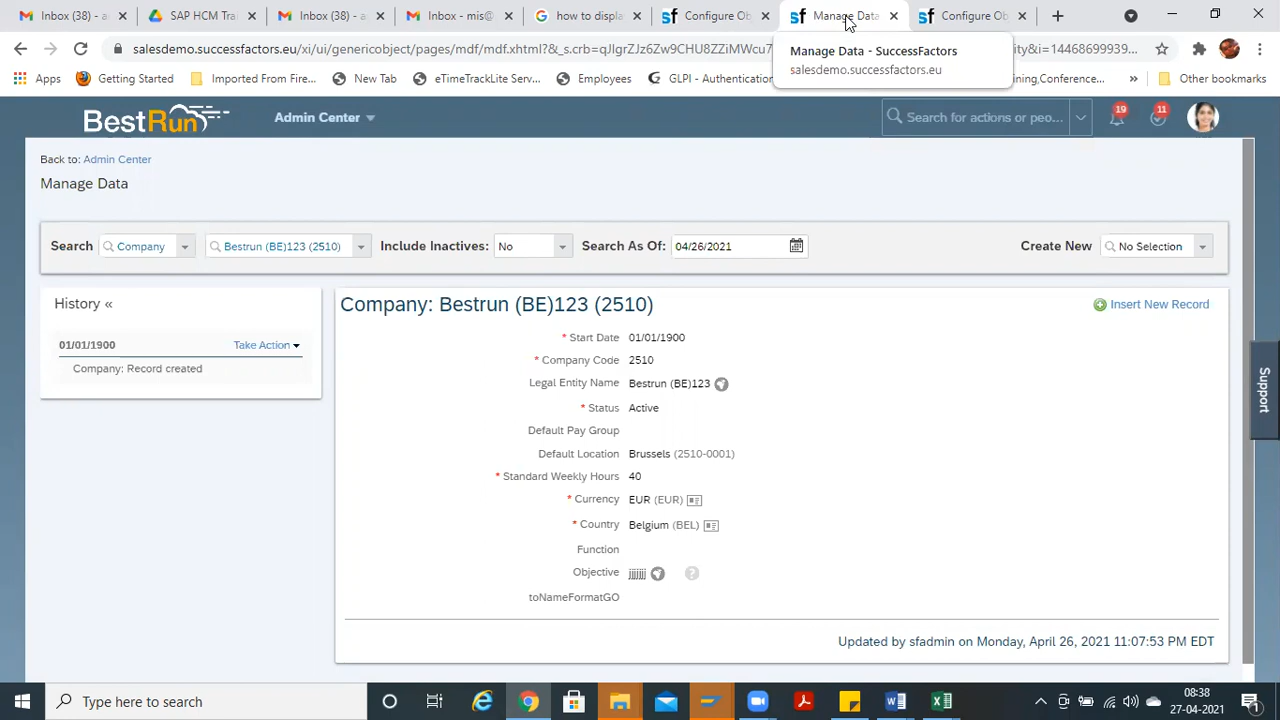 Inbox (38) - a
SAP HCM Tra
Inbox (38) - a
Inbox - mis@
how to displa
Configure Ob
Manage Data
Configure Ob
salesdemo.successfactors.eu/xi/ui/genericobject/pages/mdf/mdf.xhtml?&_s.crb=qJIgrZJz6Zw9CHU8ZZiMWcu7
ity&i=14468699939...
Manage Data - SuccessFactors
salesdemo.successfactors.eu
Apps
Getting Started
Imported From Firef...
New Tab
eTimeTrackLite Serv...
Employees
GLPI - Authentication
ining,Conference...
»
Other bookmarks
BestRun
Admin Center
Search for actions or peo...
19
11
Back to: Admin Center
Manage Data
Search
Company
Bestrun (BE)123 (2510)
Include Inactives:
No
Search As Of:
04/26/2021
Create New
No Selection
History «
01/01/1900
Take Action
Company: Record created
Company: Bestrun (BE)123 (2510)
Insert New Record
* Start Date 01/01/1900
* Company Code 2510
Legal Entity Name Bestrun (BE)123
* Status Active
Default Pay Group
Default Location Brussels (2510-0001)
* Standard Weekly Hours 40
* Currency EUR (EUR)
* Country Belgium (BEL)
Function
Objective
?
toNameFormatGO
Updated by sfadmin on Monday, April 26, 2021 11:07:53 PM EDT
Support
Type here to search
08:38
27-04-2021
1